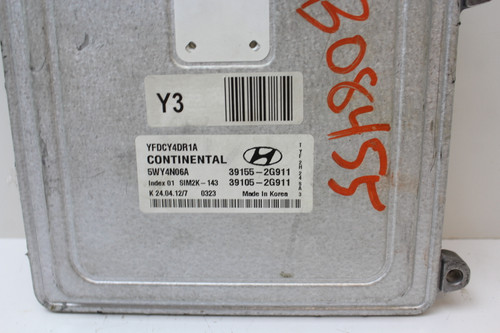 B08455
Y3
YFDCY4DR1A
CONTINENTAL
5WY4N06A 39155-2G911
Index 01 SIM2K-143 39105-2G911
K 24.04.12/7 0323 Made in Korea